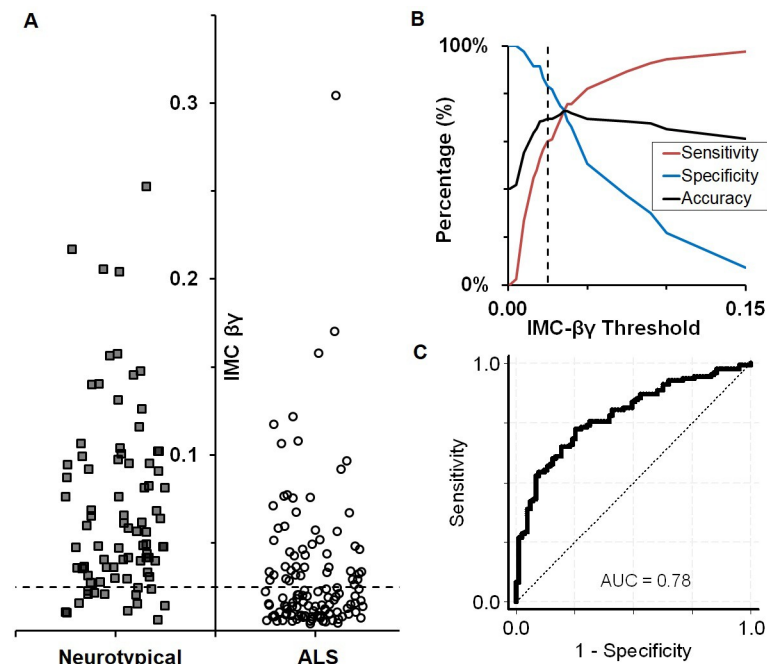 A
0.3
0.2
0.1
IMC βγ
Neurotypical
ALS
B
100%
0%
Percentage (%)
Sensitivity
Specificity
Accuracy
0.00
0.15
IMC-βγ Threshold
C
1.0
0.0
Sensitivity
AUC = 0.78
0.0
1.0
1 - Specificity